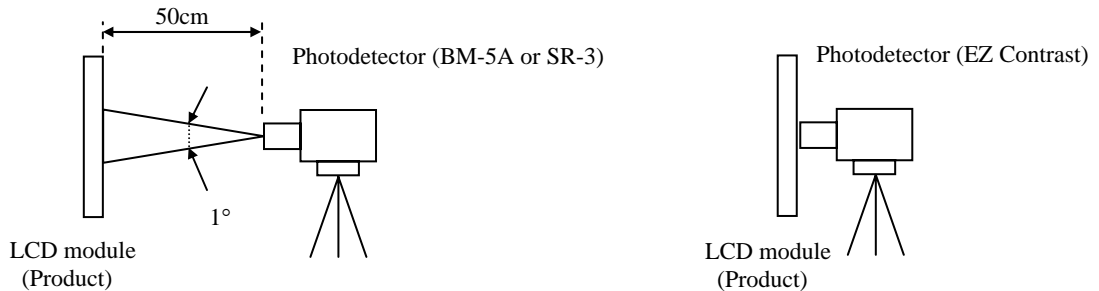 50cm
Photodetector (BM-5A or SR-3)
1°
LCD module
(Product)
Photodetector (EZ Contrast)
LCD module
(Product)